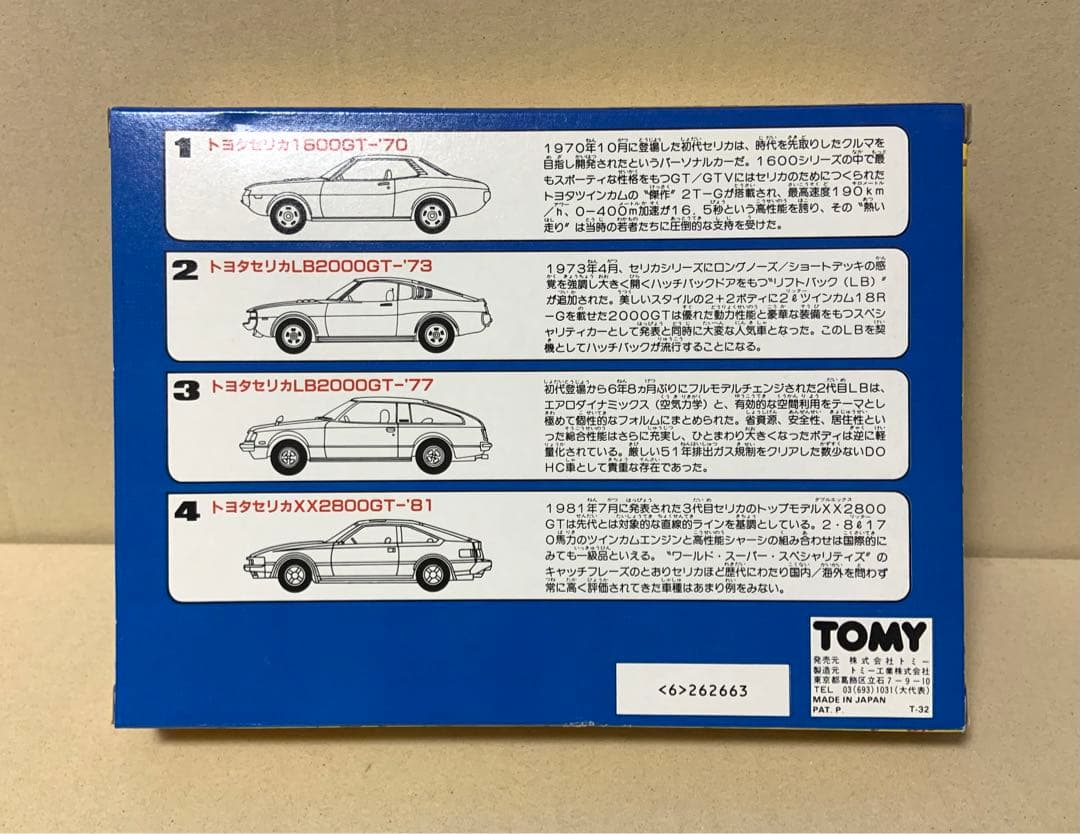 1 トヨタセリカ1600GT-'70
1970年10月に登場した初代セリカは、時代を先取りしたクルマを
目指し開発されたというパーソナルカーだ。1600シリーズの中で最
もスポーティな性格をもつGT/GTVにはセリカのためにつくられた
トヨタツインカムの〝傑作〟2T-Gが搭載され、最高速度190km
/h、0-400m加速が16.5秒という高性能を誇り、その〝熱い
走り〟は当時の若者たちに圧倒的な支持を受けた。
2 トヨタセリカLB2000GT-'73
1973年4月、セリカシリーズにロングノーズ/ショートデッキの感
覚を強調し大きく開くハッチバックドアをもつ〝リフトバック(LB)〟
が追加された。美しいスタイルの2+2ボディに2ℓツインカム18R
-Gを載せた2000GTは優れた動力性能と豪華な装備をもつスペシ
ャリティカーとして発表と同時に大変な人気車となった。このLBを契
機としてハッチバックが流行することになる。
3 トヨタセリカLB2000GT-'77
初代登場から6年8ヵ月ぶりにフルモデルチェンジされた2代目LBは、
エアロダイナミックス(空気力学)と、有効的な空間利用をテーマとし
極めて個性的なフォルムにまとめられた。省資源、安全性、居住性とい
った総合性能はさらに充実し、ひとまわり大きくなったボディは逆に軽
量化されている。厳しい51年排出ガス規制をクリアした数少ないDO
HC車として貴重な存在であった。
4 トヨタセリカXX2800GT-'81
1981年7月に発表された3代目セリカのトップモデルXX2800
GTは先代とは対象的な直線的ラインを基調としている。2・8ℓ17
0馬力のツインカムエンジンと高性能シャーシの組み合わせは国際的に
みても一級品といえる。〝ワールド・スーパー・スペシャリティズ〟の
キャッチフレーズのとおりセリカほど歴代にわたり国内/海外を問わず
常に高く評価されてきた車種はあまり例をみない。
<6>262663
TOMY
発売元 株式会社トミー
製造元 トミー工業株式会社
東京都葛飾区立石7-9-10
TEL 03(693)1031(大代表)
MADE IN JAPAN
PAT. P. T-32